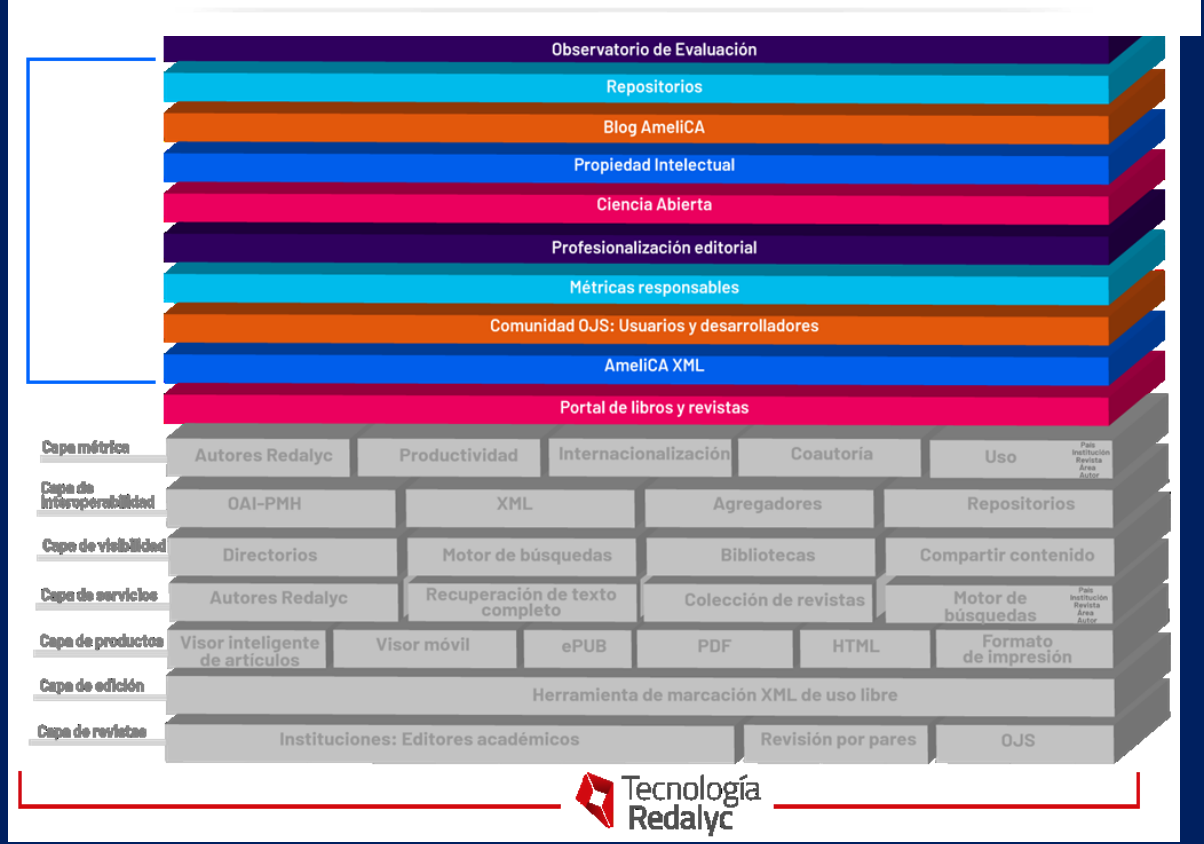 Observatorio de Evaluación
Repositorios
Blog AmeliCA
Propiedad Intelectual
Ciencia Abierta
Profesionalización editorial
Métricas responsables
Comunidad OJS: Usuarios y desarrolladores
AmeliCA XML
Portal de libros y revistas
Capa métrica
Autores Redalyc
Productividad
Internacionalización
Coautoría
Uso
País
Institución
Revista
Área
Autor
Capa de
interoperabilidad
OAI-PMH
XML
Agregadores
Repositorios
Capa de visibilidad
Directorios
Motor de búsquedas
Bibliotecas
Compartir contenido
Capa de servicios
Autores Redalyc
Recuperación de texto
completo
Colección de revistas
Motor de
búsquedas
País
Institución
Revista
Área
Autor
Capa de productos
Visor inteligente
de artículos
Visor móvil
ePUB
PDF
HTML
Formato
de impresión
Capa de edición
Herramienta de marcación XML de uso libre
Capa de revistas
Instituciones: Editores académicos
Revisión por pares
OJS
Tecnología
Redalyc